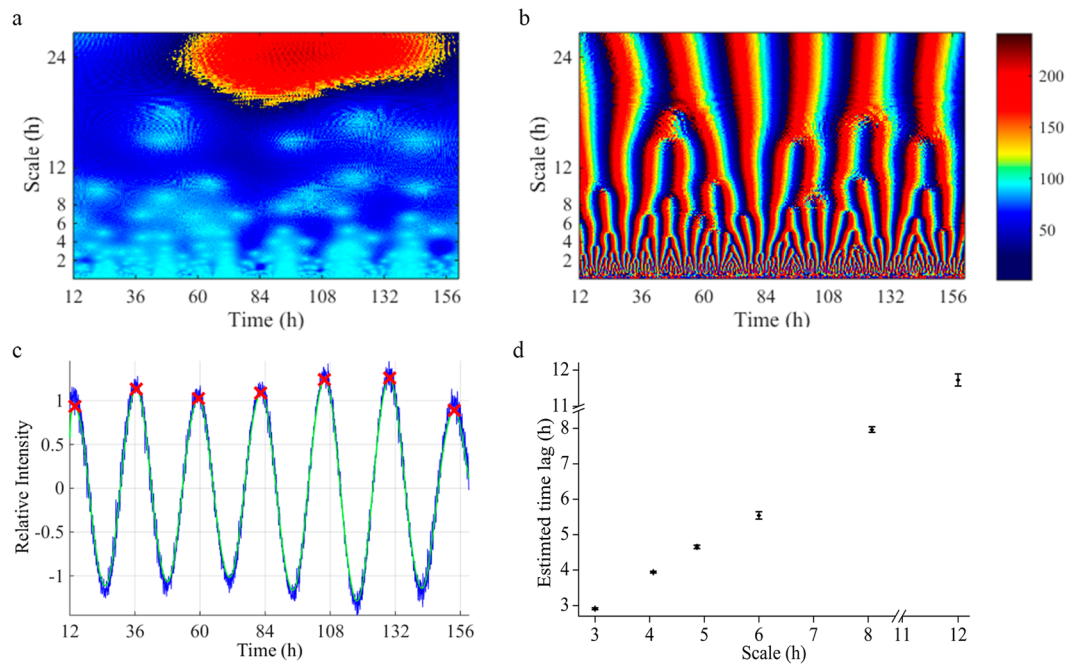 a
24
12
8
6
4
2
Scale (h)
12 36 60 84 108 132 156
Time (h)
b
24
12
8
6
4
2
Scale (h)
12 36 60 84 108 132 156
Time (h)
200
150
100
50
c
1
0.5
0
-0.5
-1
Relative Intensity
12 36 60 84 108 132 156
Time (h)
d
12
11
8
7
6
5
4
3
Estimted time lag (h)
3 4 5 6 7 8 11 12
Scale (h)